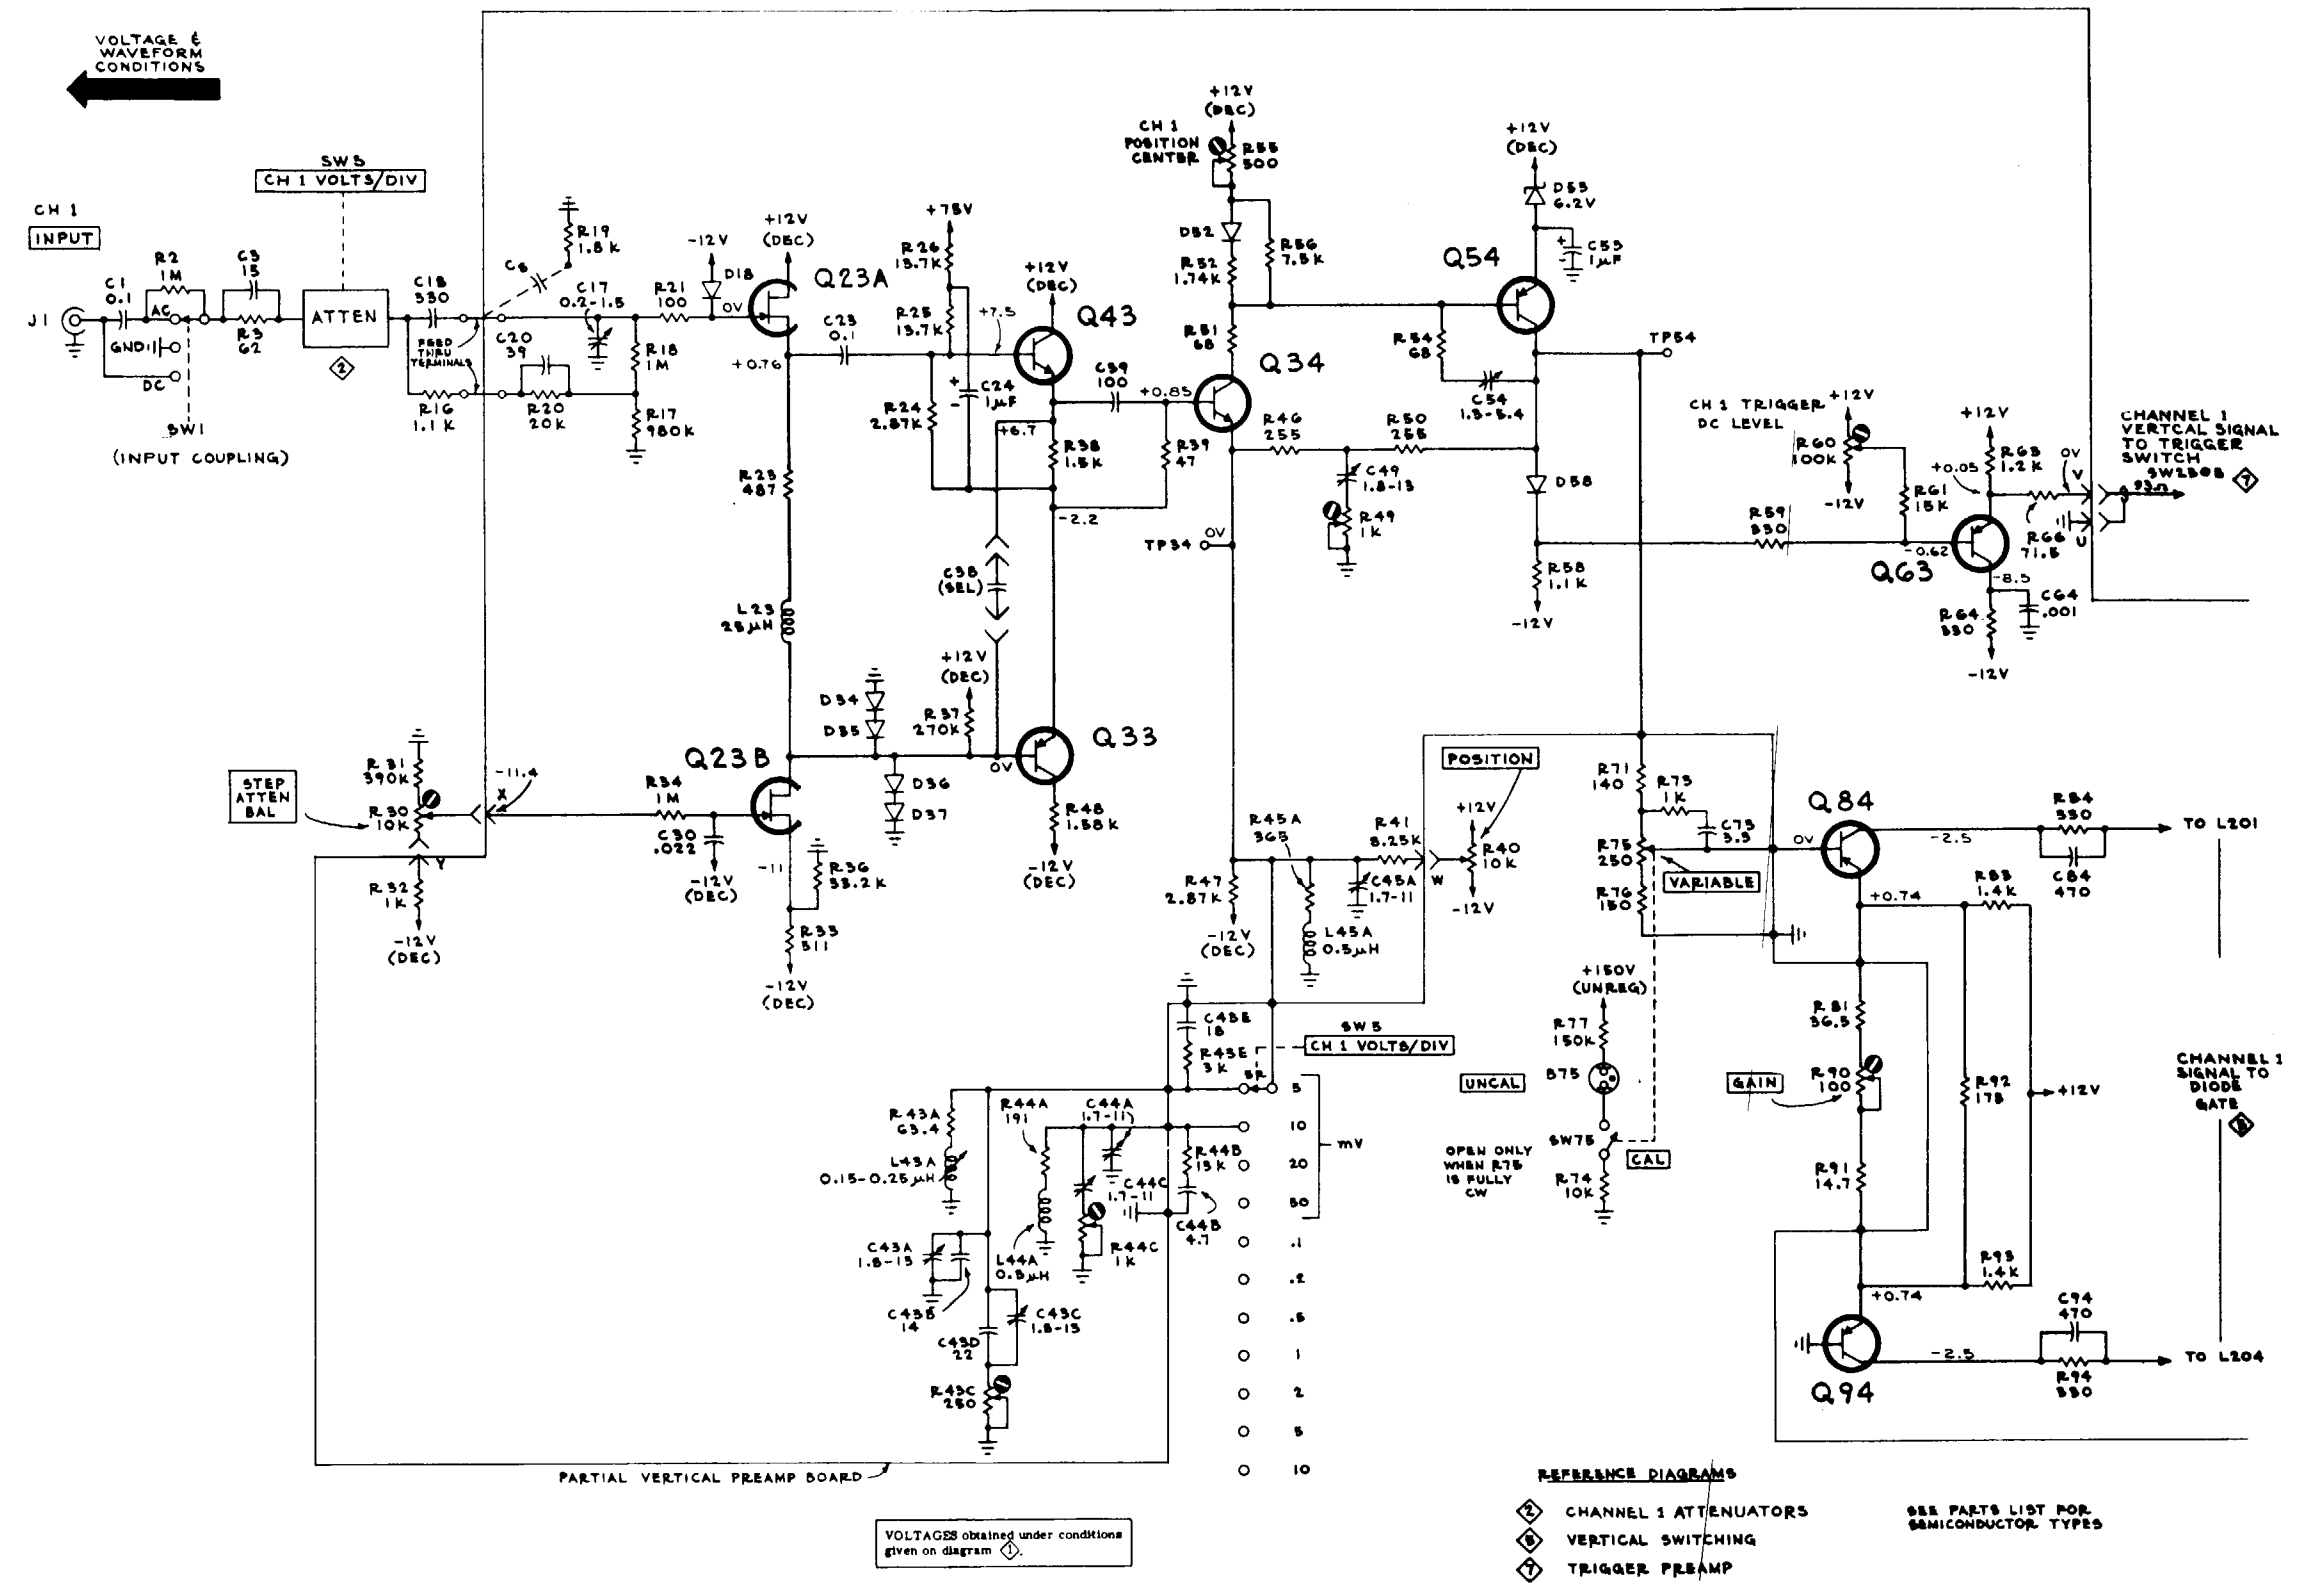 VOLTAGE &
WAVEFORM
CONDITIONS
CH 1
INPUT
J1
C1
0.1
R2
1M
AC
GND
DC
SW1
(INPUT COUPLING)
C3
15
R3
62
SW5
CH 1 VOLTS/DIV
ATTEN
2
C18
330
FEED
THRU
TERMINALS
R16
1.1K
C20
39
R20
20K
R19
1.8K
C17
0.2-1.5
R18
1M
R17
980K
R21
100
-12V
D18
0V
+12V
(DEC)
Q23A
+0.76
C23
0.1
R23
487
L23
25µH
+75V
R26
13.7K
R25
13.7K
+7.5
R24
2.87K
C24
1µF
+12V
(DEC)
Q43
+6.7
R38
1.5K
C39
100
+0.85
R39
47
-2.2
C38
(SEL)
+12V
(DEC)
R37
270K
D34
D35
D36
D37
0V
Q33
R48
1.58K
-12V
(DEC)
Q23B
R34
1M
C30
.022
-12V
(DEC)
-11
R36
33.2K
R33
511
-12V
(DEC)
STEP
ATTEN
BAL
R31
390K
R30
10K
-11.4
X
Y
R32
1K
-12V
(DEC)
+12V
(DEC)
CH 1
POSITION
CENTER
R55
500
D52
R52
1.74K
R56
7.5K
R51
68
Q34
TP34
0V
R46
255
R50
255
C49
1.8-13
R49
1K
R54
68
C54
1.3-5.4
Q54
+12V
(DEC)
D53
6.2V
C53
1µF
TP54
D58
R58
1.1K
-12V
R59
330
CH 1 TRIGGER
DC LEVEL
+12V
R60
100K
-12V
R61
15K
-0.62
Q63
+12V
+0.05
R63
1.2K
0V
V
U
R66
71.5
-8.5
R64
330
C64
.001
-12V
CHANNEL 1
VERTCAL SIGNAL
TO TRIGGER
SWITCH
SW230B
93Ω
7
R47
2.87K
-12V
(DEC)
R45A
365
L45A
0.5µH
R41
8.25K
C45A
1.7-11
W
POSITION
+12V
R40
10K
-12V
R71
140
R73
1K
C73
3.3
R75
250
VARIABLE
R76
150
0V
Q84
-2.5
R84
330
C84
470
TO L201
+0.74
R83
1.4K
R81
36.5
GAIN
R90
100
R91
14.7
R92
178
+12V
R93
1.4K
+0.74
Q94
-2.5
C94
470
R94
330
TO L204
CHANNEL 1
SIGNAL TO
DIODE
GATE
5
+150V
(UNREG)
R77
150K
B75
UNCAL
SW75
CAL
OPEN ONLY
WHEN R75
IS FULLY
CW
R74
10K
C43E
18
R43E
3K
SW5
CH 1 VOLTS/DIV
5R
5
10
20
50
mV
.1
.2
.5
1
2
5
10
R43A
63.4
L43A
0.15-0.25µH
R44A
191
C44A
1.7-11
R44B
13K
C44C
1.7-11
C44B
4.7
L44A
0.5µH
R44C
1K
C43A
1.8-13
C43B
14
C43C
1.8-13
C43D
22
R43C
250
PARTIAL VERTICAL PREAMP BOARD
VOLTAGES obtained under conditions
given on diagram 1.
REFERENCE DIAGRAMS
2 CHANNEL 1 ATTENUATORS
5 VERTICAL SWITCHING
7 TRIGGER PREAMP
SEE PARTS LIST FOR
SEMICONDUCTOR TYPES